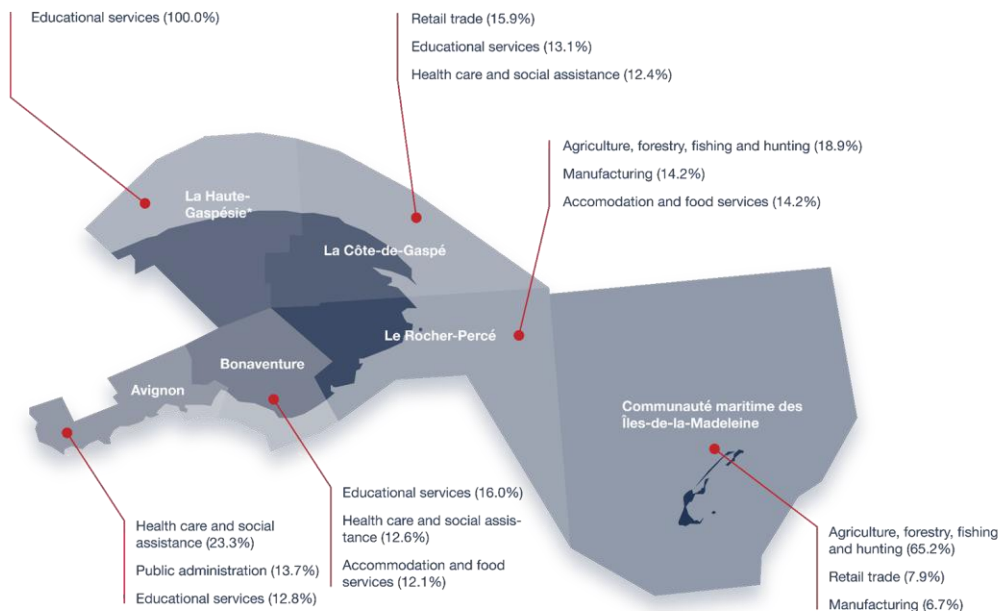 Educational services (100.0%)
Retail trade (15.9%)
Educational services (13.1%)
Health care and social assistance (12.4%)
Agriculture, forestry, fishing and hunting (18.9%)
Manufacturing (14.2%)
Accomodation and food services (14.2%)
La Haute-
Gaspésie*
La Côte-de-Gaspé
Le Rocher-Percé
Bonaventure
Avignon
Communauté maritime des
Îles-de-la-Madeleine
Health care and social
assistance (23.3%)
Public administration (13.7%)
Educational services (12.8%)
Educational services (16.0%)
Health care and social assis-
tance (12.6%)
Accommodation and food
services (12.1%)
Agriculture, forestry, fishing
and hunting (65.2%)
Retail trade (7.9%)
Manufacturing (6.7%)